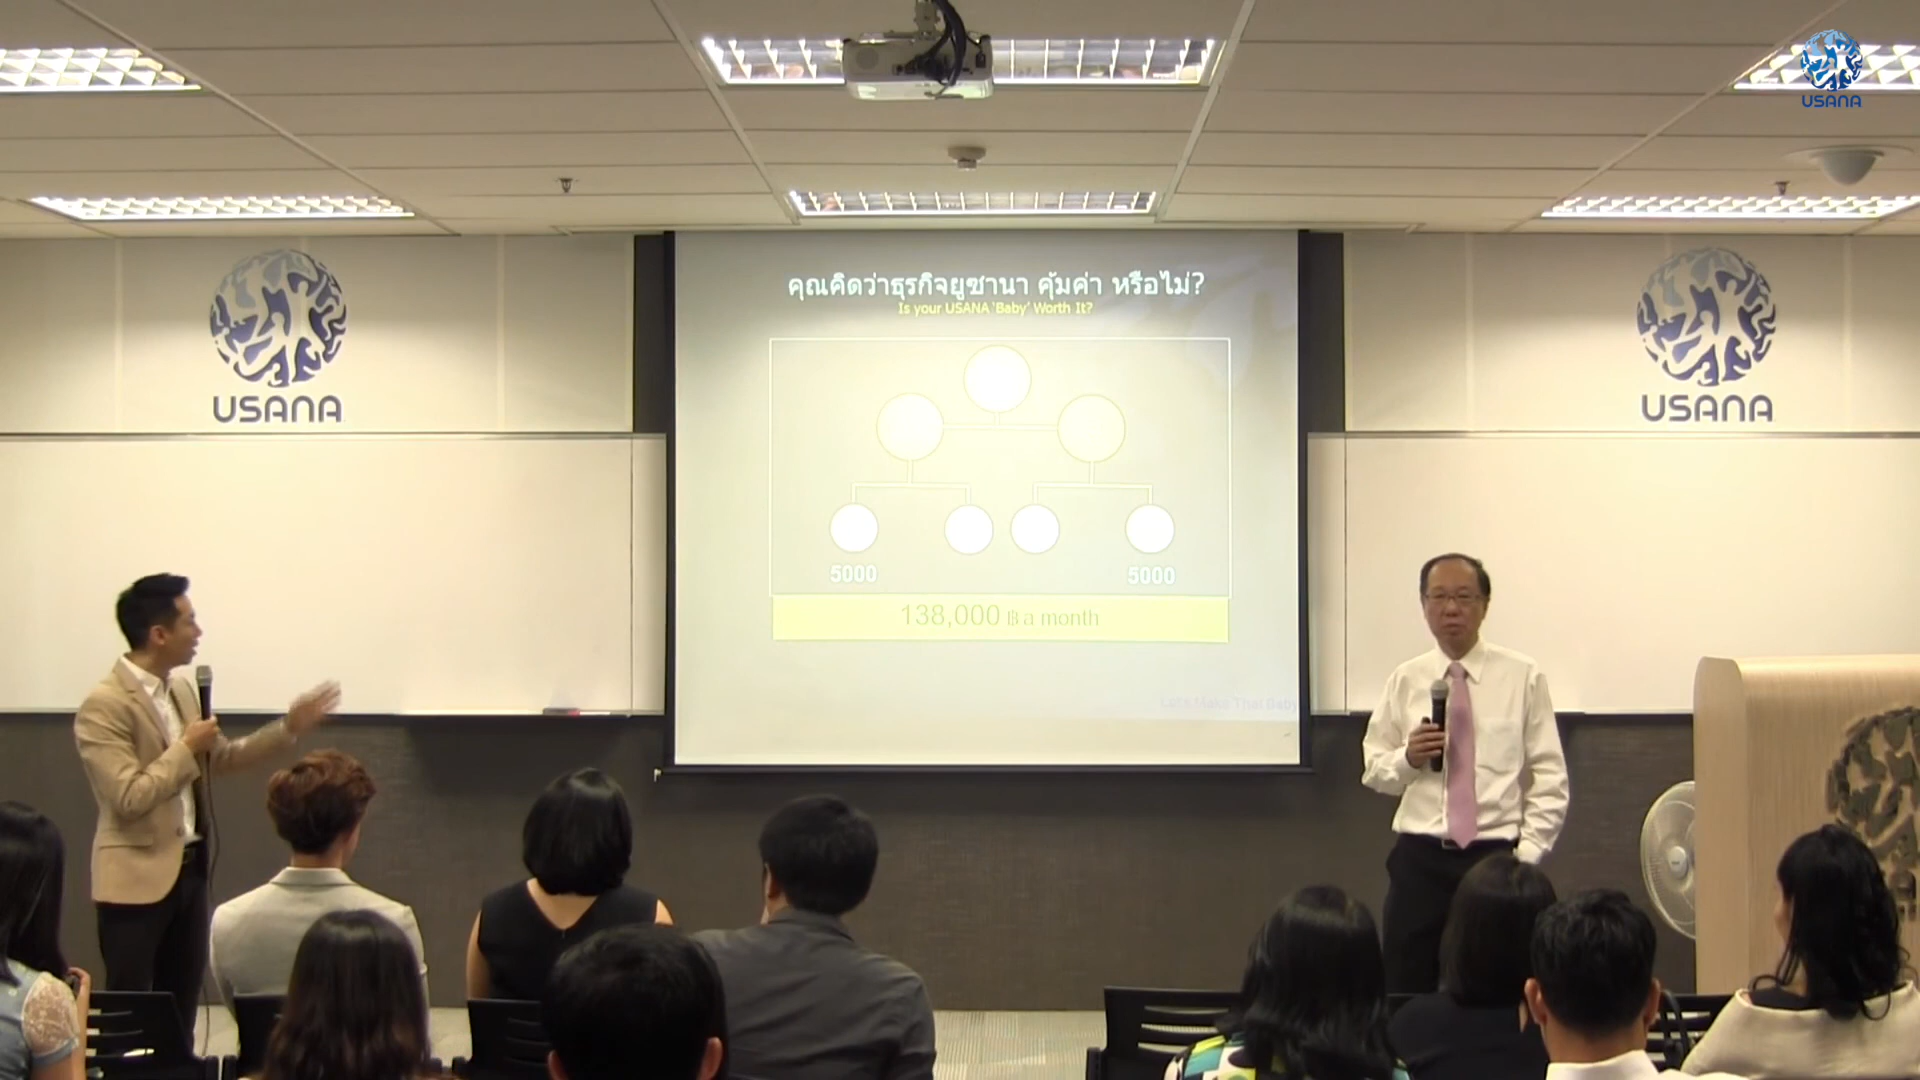 USANA
คุณคิดว่าธุรกิจยูซานา คุ้มค่า หรือไม่?
Is your USANA 'Baby' Worth It?
USANA
USANA
5000
5000
138,000 ฿ a month
Thai Baby